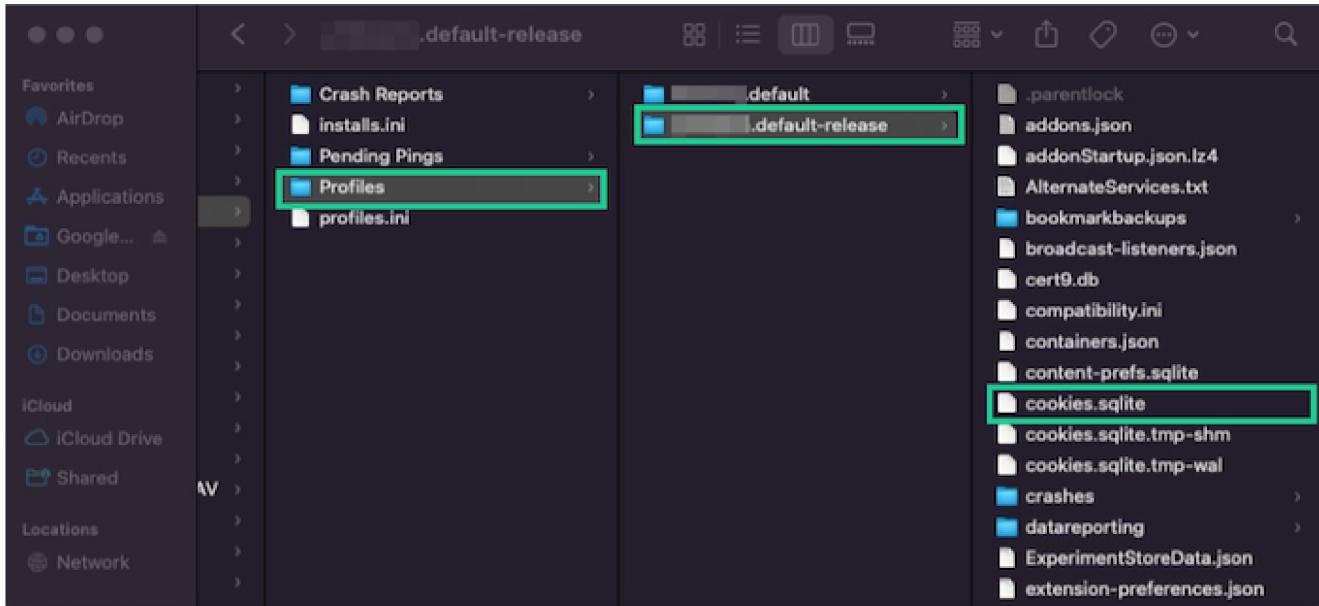 .default-release
Favorites
AirDrop
Recents
Applications
Google...
Desktop
Documents
Downloads
iCloud
iCloud Drive
Shared
Locations
Network
AV
Crash Reports
installs.ini
Pending Pings
Profiles
profiles.ini
.default
.default-release
.parentlock
addons.json
addonStartup.json.lz4
AlternateServices.txt
bookmarkbackups
broadcast-listeners.json
cert9.db
compatibility.ini
containers.json
content-prefs.sqlite
cookies.sqlite
cookies.sqlite.tmp-shm
cookies.sqlite.tmp-wal
crashes
datareporting
ExperimentStoreData.json
extension-preferences.json